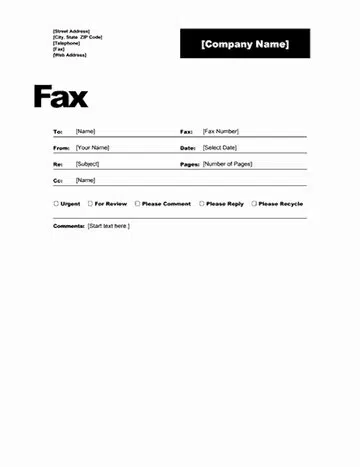 [Street Address]
[City, State  ZIP Code]
[Telephone]
[Fax]
[Web Address]
[Company Name]
Fax
To: [Name] Fax: [Fax Number]
From: [Your Name] Date: [Select Date]
Re: [Subject] Pages: [Number of Pages]
Cc: [Name]
Urgent For Review Please Comment Please Reply Please Recycle
Comments: [Start text here.]